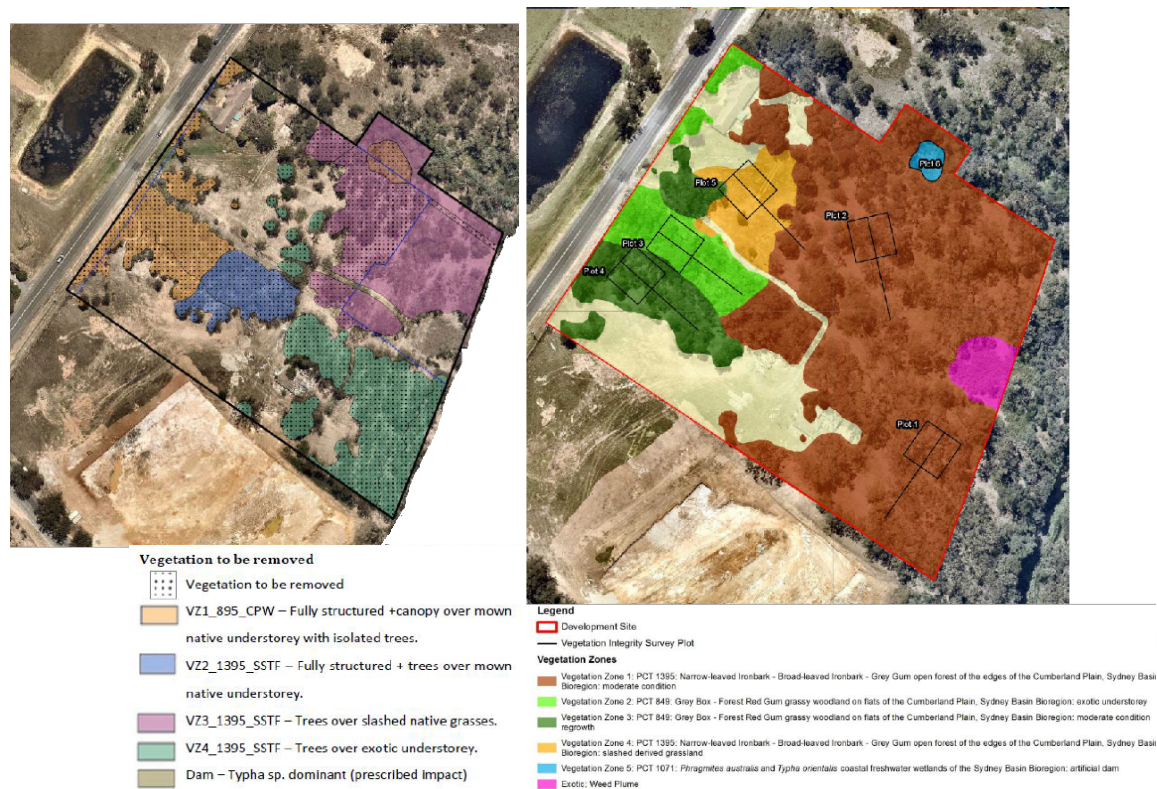 Plot 6
Plot 5
Plot 2
Plot 3
Plot 4
Plot 1
Vegetation to be removed
Vegetation to be removed
VZ1_895_CPW – Fully structured +canopy over mown
native understorey with isolated trees.
VZ2_1395_SSTF – Fully structured + trees over mown
native understorey.
VZ3_1395_SSTF – Trees over slashed native grasses.
VZ4_1395_SSTF – Trees over exotic understorey.
Dam – Typha sp. dominant (prescribed impact)
Legend
Development Site
Vegetation Integrity Survey Plot
Vegetation Zones
Vegetation Zone 1: PCT 1395: Narrow-leaved Ironbark - Broad-leaved Ironbark - Grey Gum open forest of the edges of the Cumberland Plain, Sydney Basin
Bioregion: moderate condition
Vegetation Zone 2: PCT 849: Grey Box - Forest Red Gum grassy woodland on flats of the Cumberland Plain, Sydney Basin Bioregion: exotic understorey
Vegetation Zone 3: PCT 849: Grey Box - Forest Red Gum grassy woodland on flats of the Cumberland Plain, Sydney Basin Bioregion: moderate condition
regrowth
Vegetation Zone 4: PCT 1395: Narrow-leaved Ironbark - Broad-leaved Ironbark - Grey Gum open forest of the edges of the Cumberland Plain, Sydney Basin
Bioregion: slashed derived grassland
Vegetation Zone 5: PCT 1071: Phragmites australis and Typha orientalis coastal freshwater wetlands of the Sydney Basin Bioregion: artificial dam
Exotic: Weed Plume